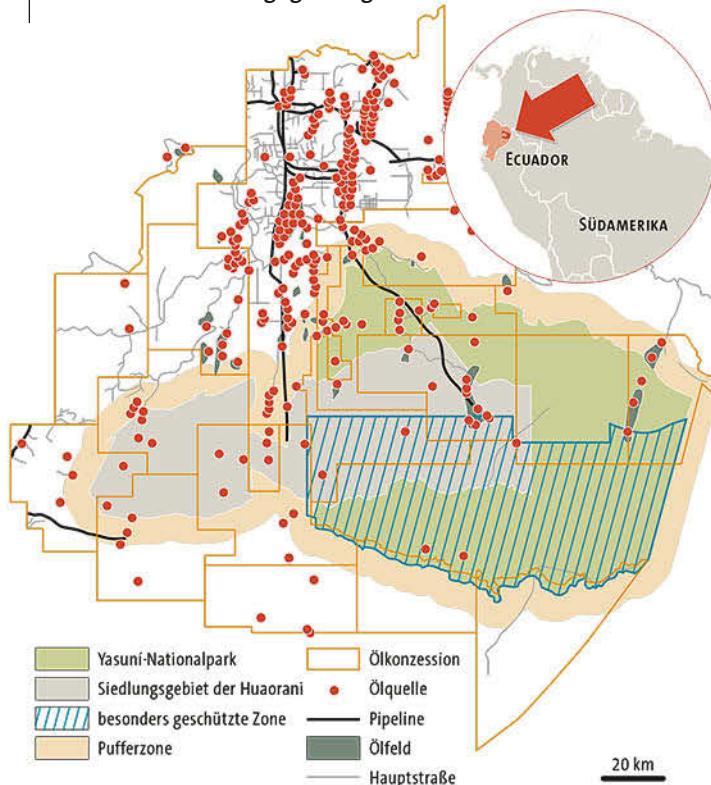 ECUADOR
SÜDAMERIKA
Yasuní-Nationalpark
Siedlungsgebiet der Huaorani
besonders geschützte Zone
Pufferzone
Ölkonzession
Ölquelle
Pipeline
Ölfeld
Hauptstraße
20 km